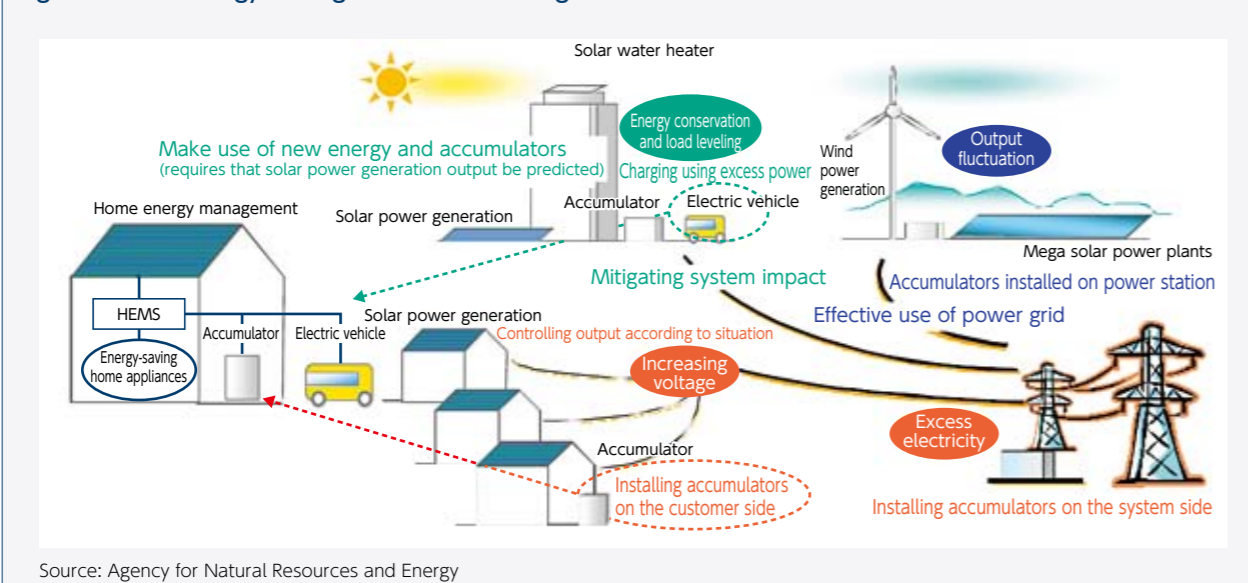 Solar water heater
Energy conservation
and load leveling
Output
fluctuation
Wind
power
generation
Make use of new energy and accumulators
(requires that solar power generation output be predicted)
Charging using excess power
Home energy management
Solar power generation
Accumulator
Electric vehicle
Mega solar power plants
Mitigating system impact
Accumulators installed on power station
Effective use of power grid
HEMS
Accumulator
Electric vehicle
Energy-saving
home appliances
Solar power generation
Controlling output according to situation
Increasing
voltage
Excess
electricity
Accumulator
Installing accumulators
on the customer side
Installing accumulators on the system side
Source: Agency for Natural Resources and Energy